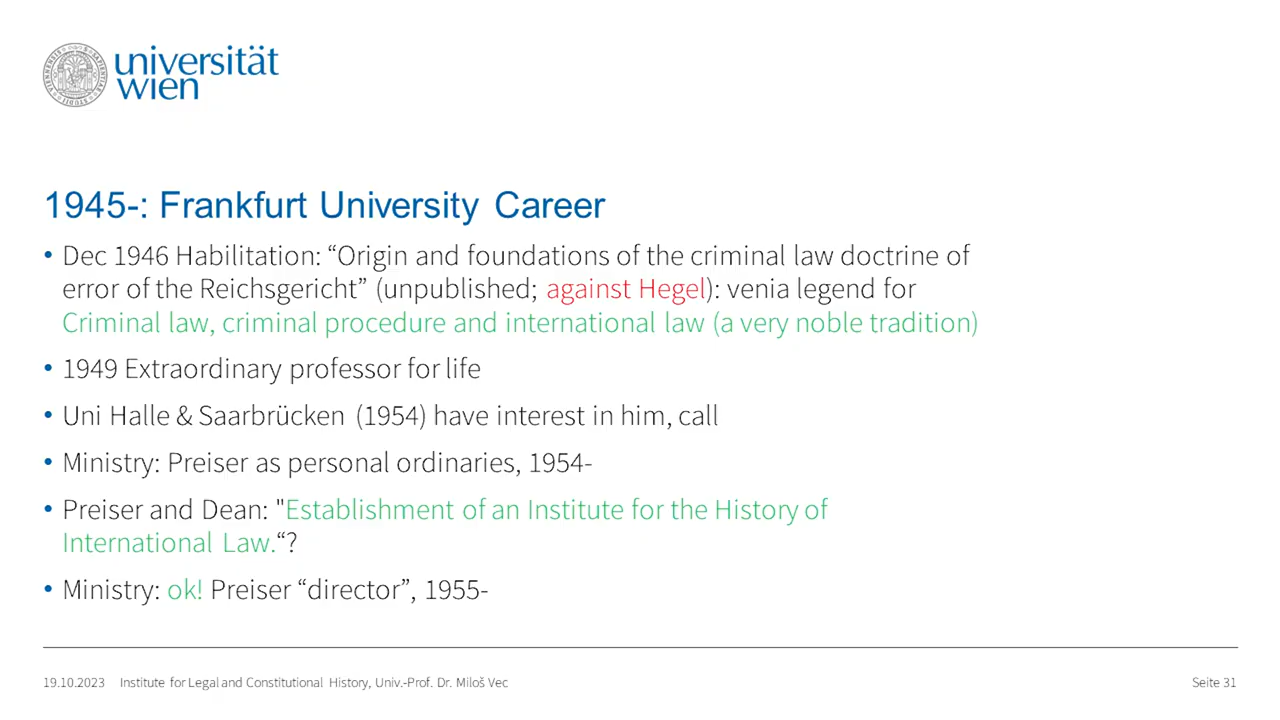 universität
wien
1945-: Frankfurt University Career
• Dec 1946 Habilitation: “Origin and foundations of the criminal law doctrine of
error of the Reichsgericht” (unpublished; against Hegel): venia legend for
Criminal law, criminal procedure and international law (a very noble tradition)
• 1949 Extraordinary professor for life
• Uni Halle & Saarbrücken (1954) have interest in him, call
• Ministry: Preiser as personal ordinaries, 1954-
• Preiser and Dean: "Establishment of an Institute for the History of
International Law.“?
• Ministry: ok! Preiser “director”, 1955-
19.10.2023 Institute for Legal and Constitutional History, Univ.-Prof. Dr. Miloš Vec Seite 31